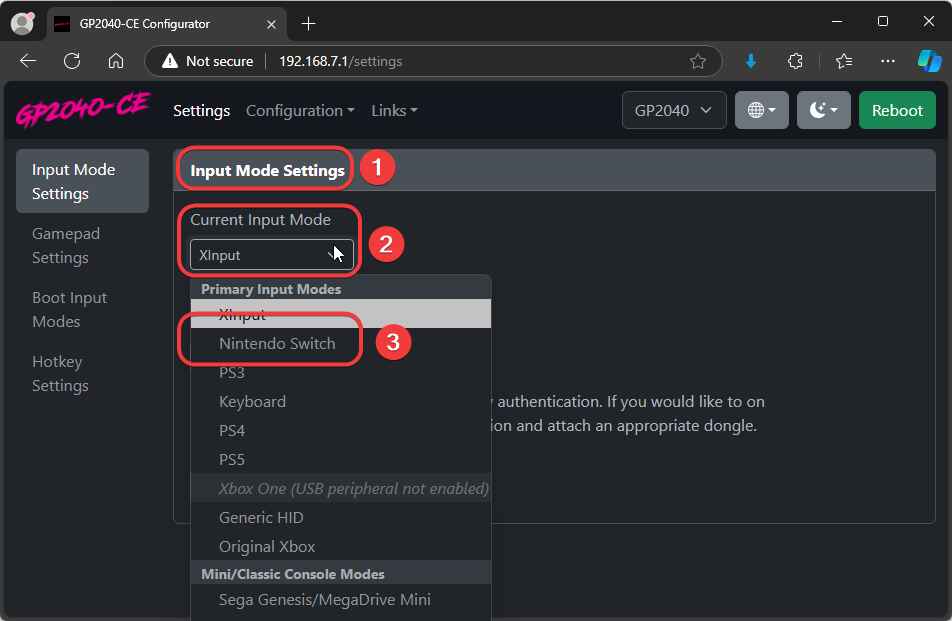 GP2040-CE Configurator
Not secure
192.168.7.1/settings
GP2040-CE
Settings
Configuration
Links
GP2040
Reboot
Input Mode
Settings
Gamepad
Settings
Boot Input
Modes
Hotkey
Settings
Input Mode Settings
1
Current Input Mode
2
XInput
Primary Input Modes
XInput
Nintendo Switch
3
PS3
Keyboard
authentication. If you would like to on
PS4
ion and attach an appropriate dongle.
PS5
Xbox One (USB peripheral not enabled)
Generic HID
Original Xbox
Mini/Classic Console Modes
Sega Genesis/MegaDrive Mini